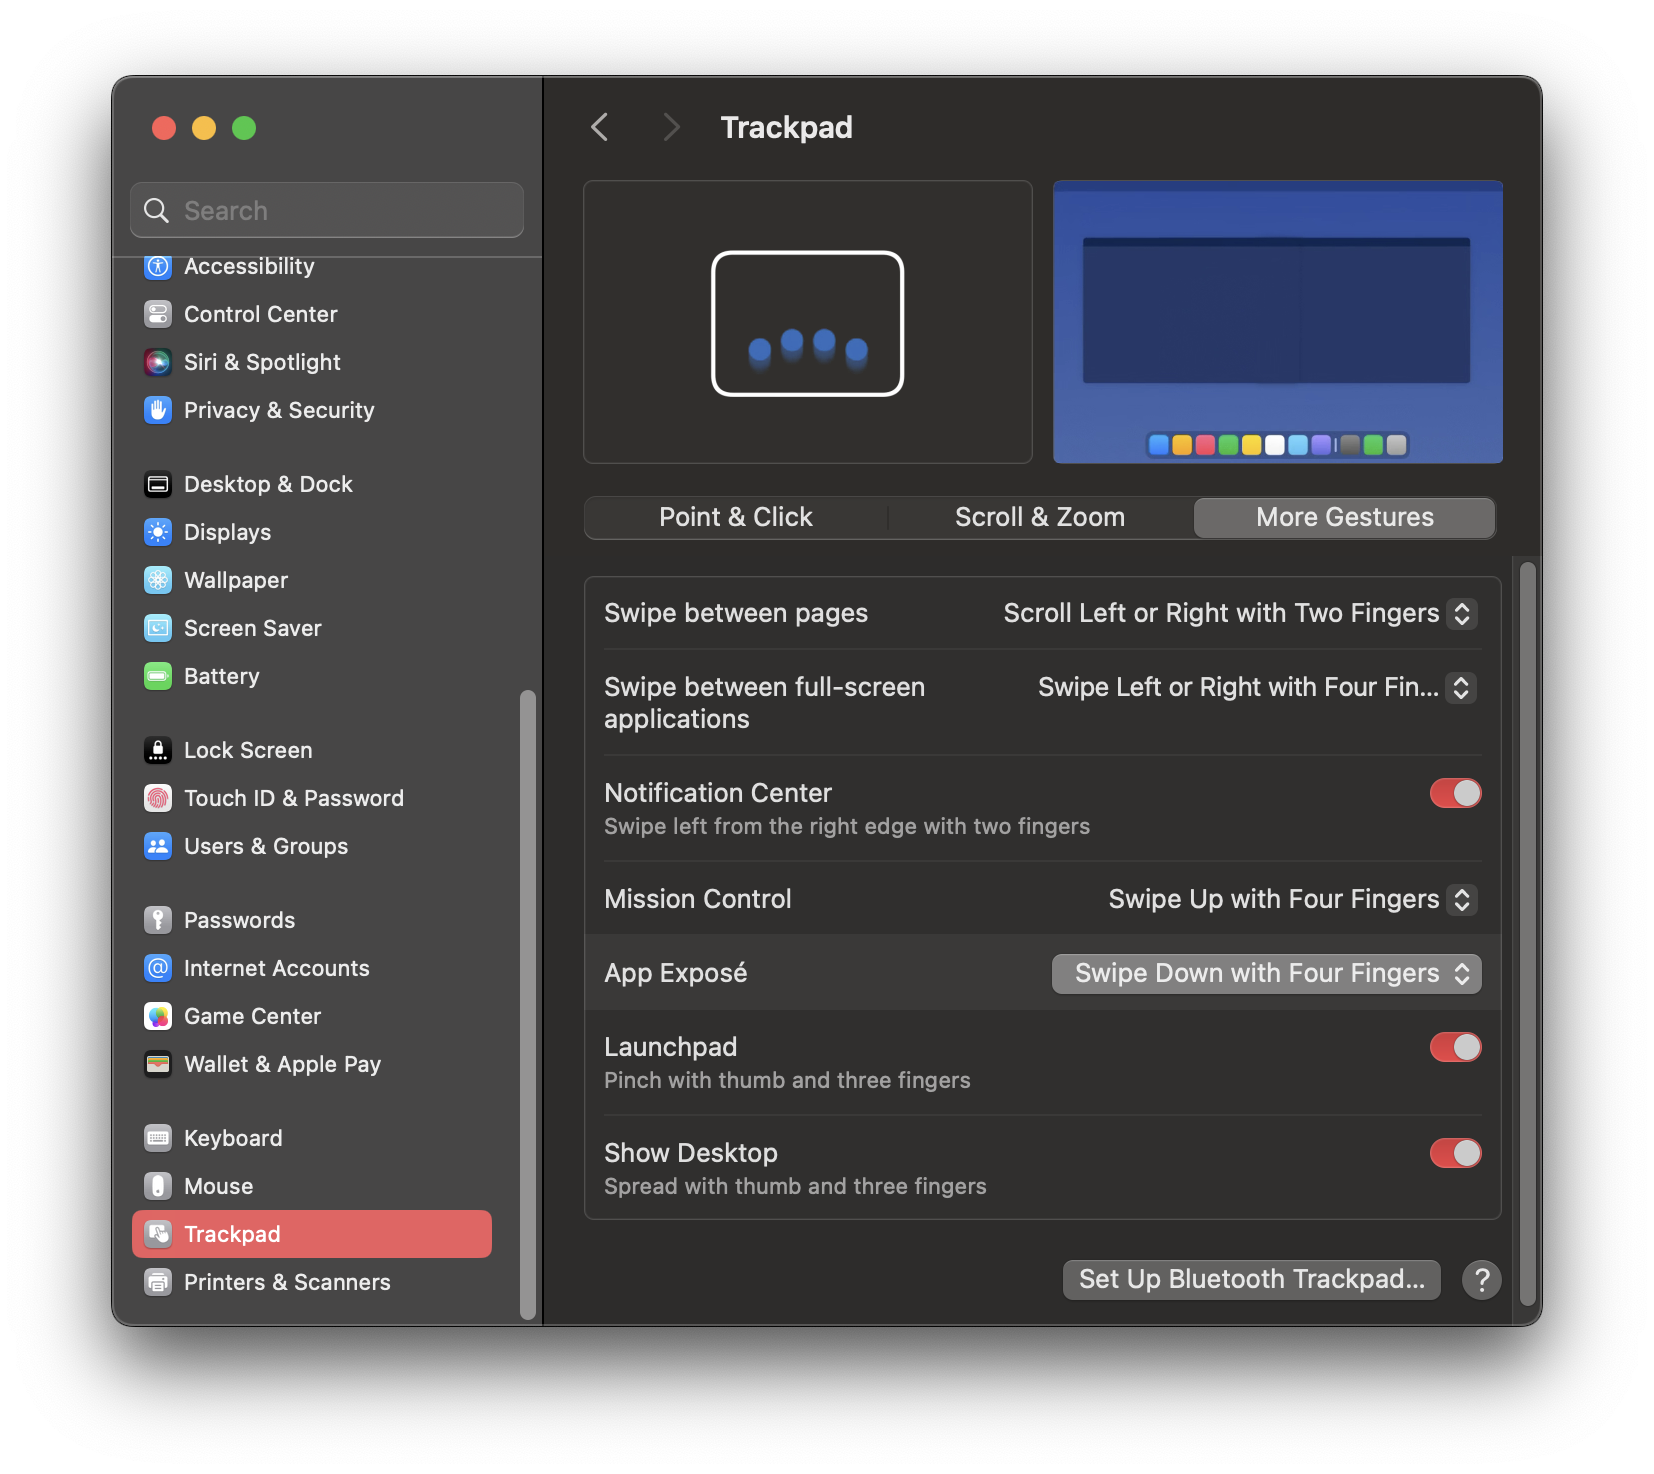 Search
Accessibility
Control Center
Siri & Spotlight
Privacy & Security
Desktop & Dock
Displays
Wallpaper
Screen Saver
Battery
Lock Screen
Touch ID & Password
Users & Groups
Passwords
Internet Accounts
Game Center
Wallet & Apple Pay
Keyboard
Mouse
Trackpad
Printers & Scanners
Trackpad
Point & Click
Scroll & Zoom
More Gestures
Swipe between pages
Scroll Left or Right with Two Fingers
Swipe between full-screen
applications
Swipe Left or Right with Four Fin...
Notification Center
Swipe left from the right edge with two fingers
Mission Control
Swipe Up with Four Fingers
App Exposé
Swipe Down with Four Fingers
Launchpad
Pinch with thumb and three fingers
Show Desktop
Spread with thumb and three fingers
Set Up Bluetooth Trackpad...
?